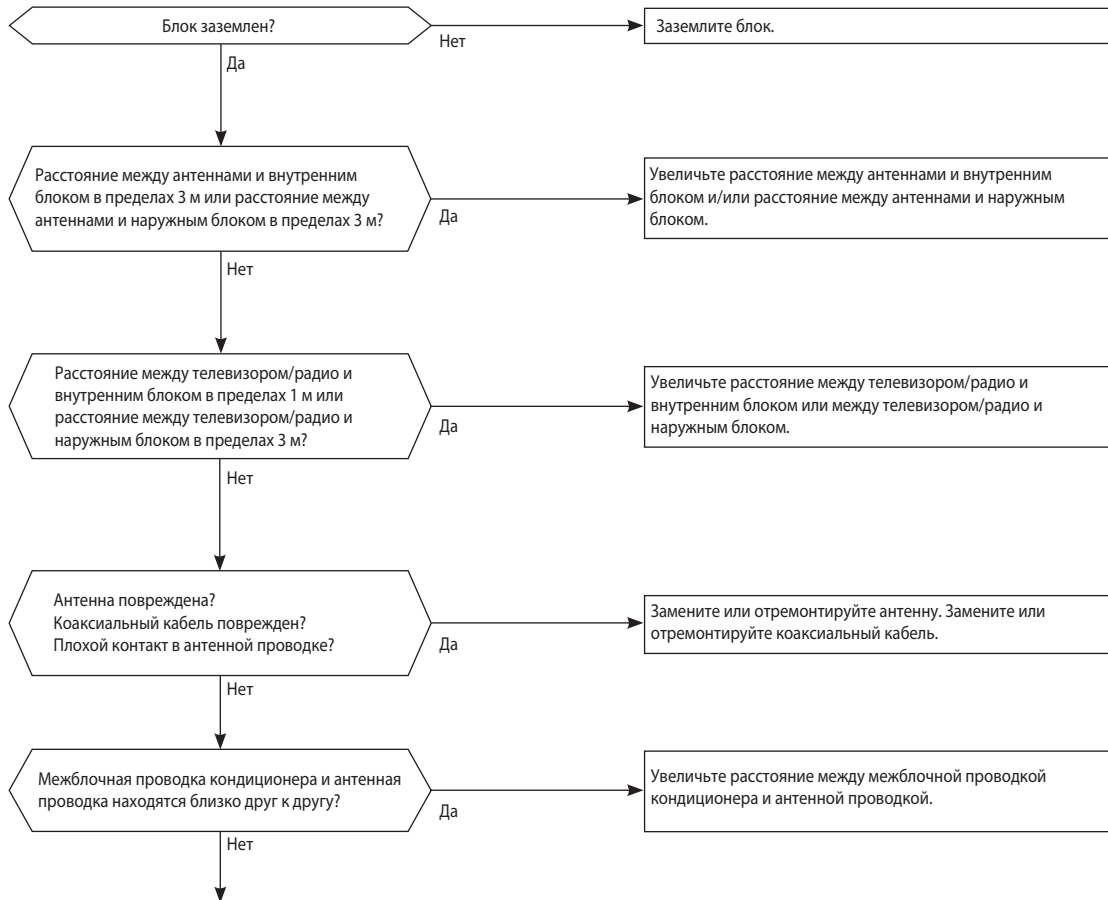 Блок заземлен?
Нет
Заземлите блок.
Да
Расстояние между антеннами и внутренним
блоком в пределах 3 м или расстояние между
антеннами и наружным блоком в пределах 3 м?
Да
Увеличьте расстояние между антеннами и внутренним
блоком и/или расстояние между антеннами и наружным
блоком.
Нет
Расстояние между телевизором/радио и
внутренним блоком в пределах 1 м или
расстояние между телевизором/радио и
наружным блоком в пределах 3 м?
Да
Увеличьте расстояние между телевизором/радио и
внутренним блоком или между телевизором/радио и
наружным блоком.
Нет
Антенна повреждена?
Коаксиальный кабель поврежден?
Плохой контакт в антенной проводке?
Да
Замените или отремонтируйте антенну. Замените или
отремонтируйте коаксиальный кабель.
Нет
Межблочная проводка кондиционера и антенная
проводка находятся близко друг к другу?
Да
Увеличьте расстояние между межблочной проводкой
кондиционера и антенной проводкой.
Нет